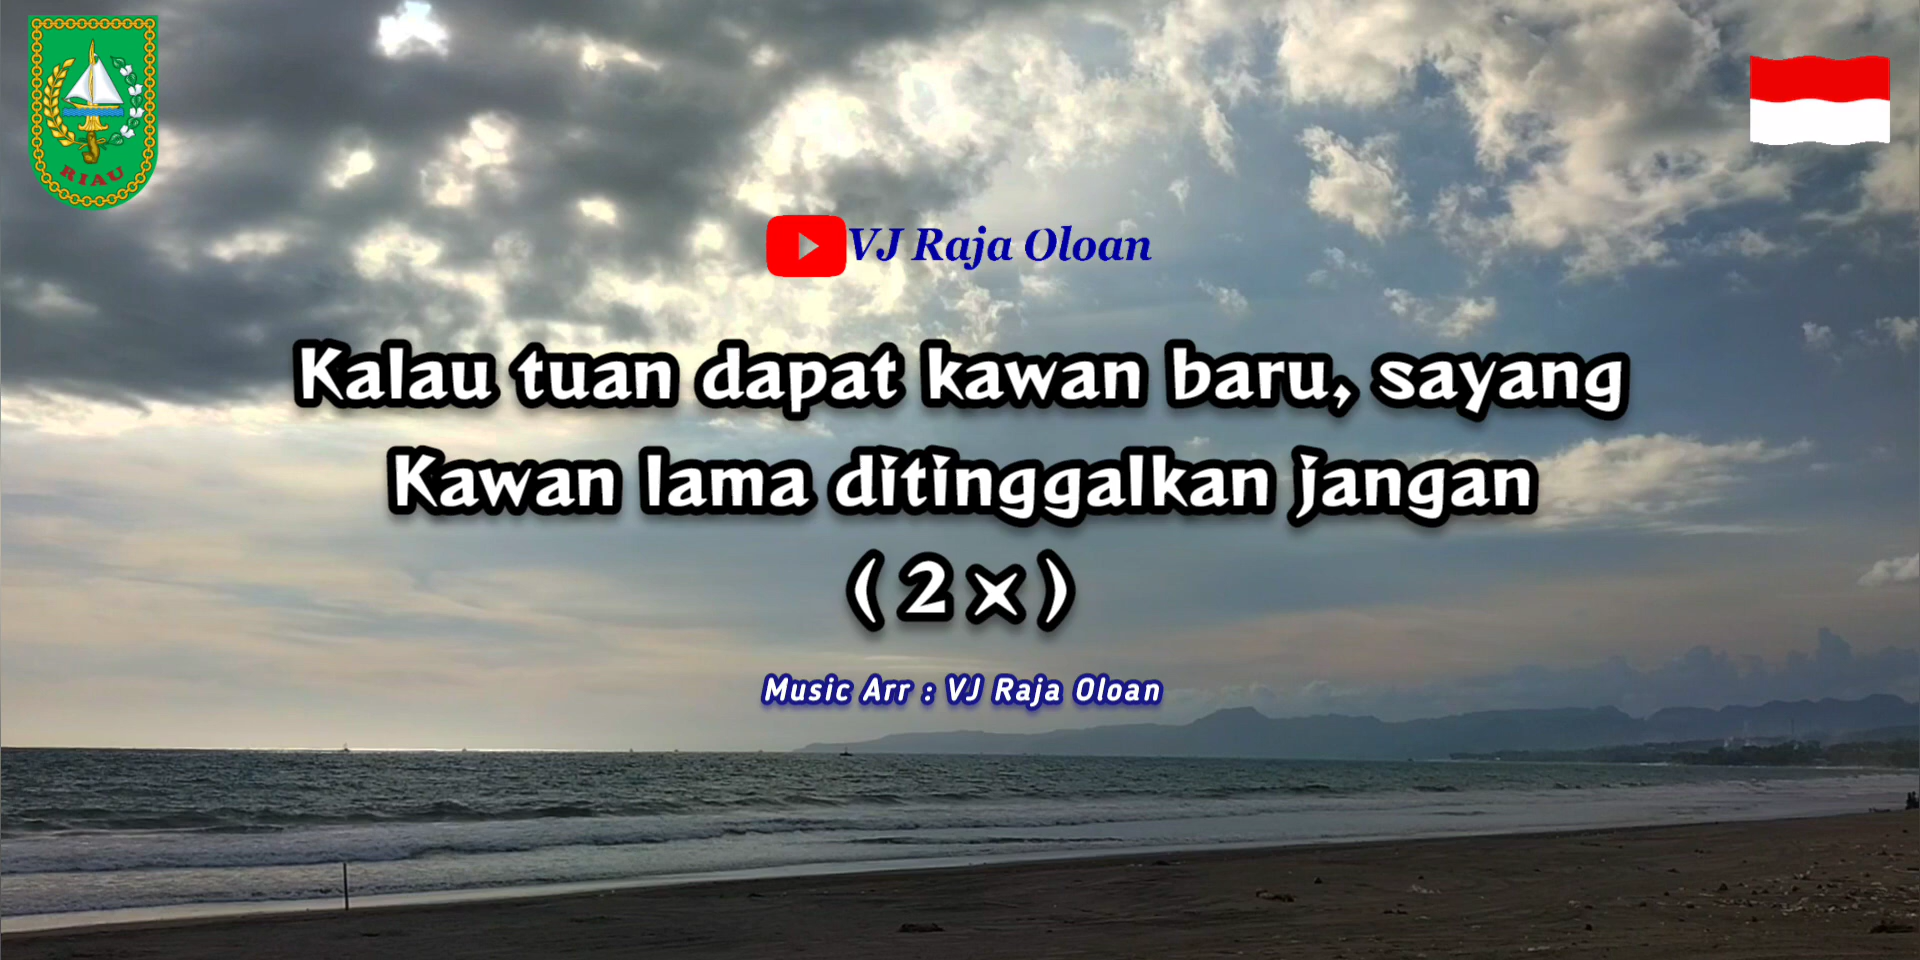 RIAU
VJ Raja Oloan
Kalau tuan dapat kawan baru, sayang
Kawan lama ditinggalkan jangan
( 2 x )
Music Arr : VJ Raja Oloan